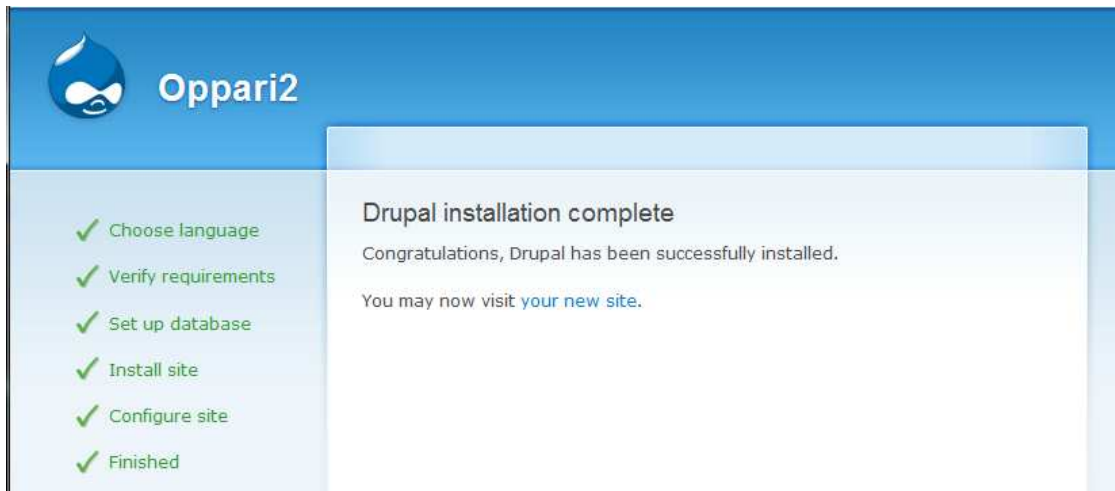 Oppari2
Choose language
Verify requirements
Set up database
Install site
Configure site
Finished
Drupal installation complete
Congratulations, Drupal has been successfully installed.
You may now visit your new site.